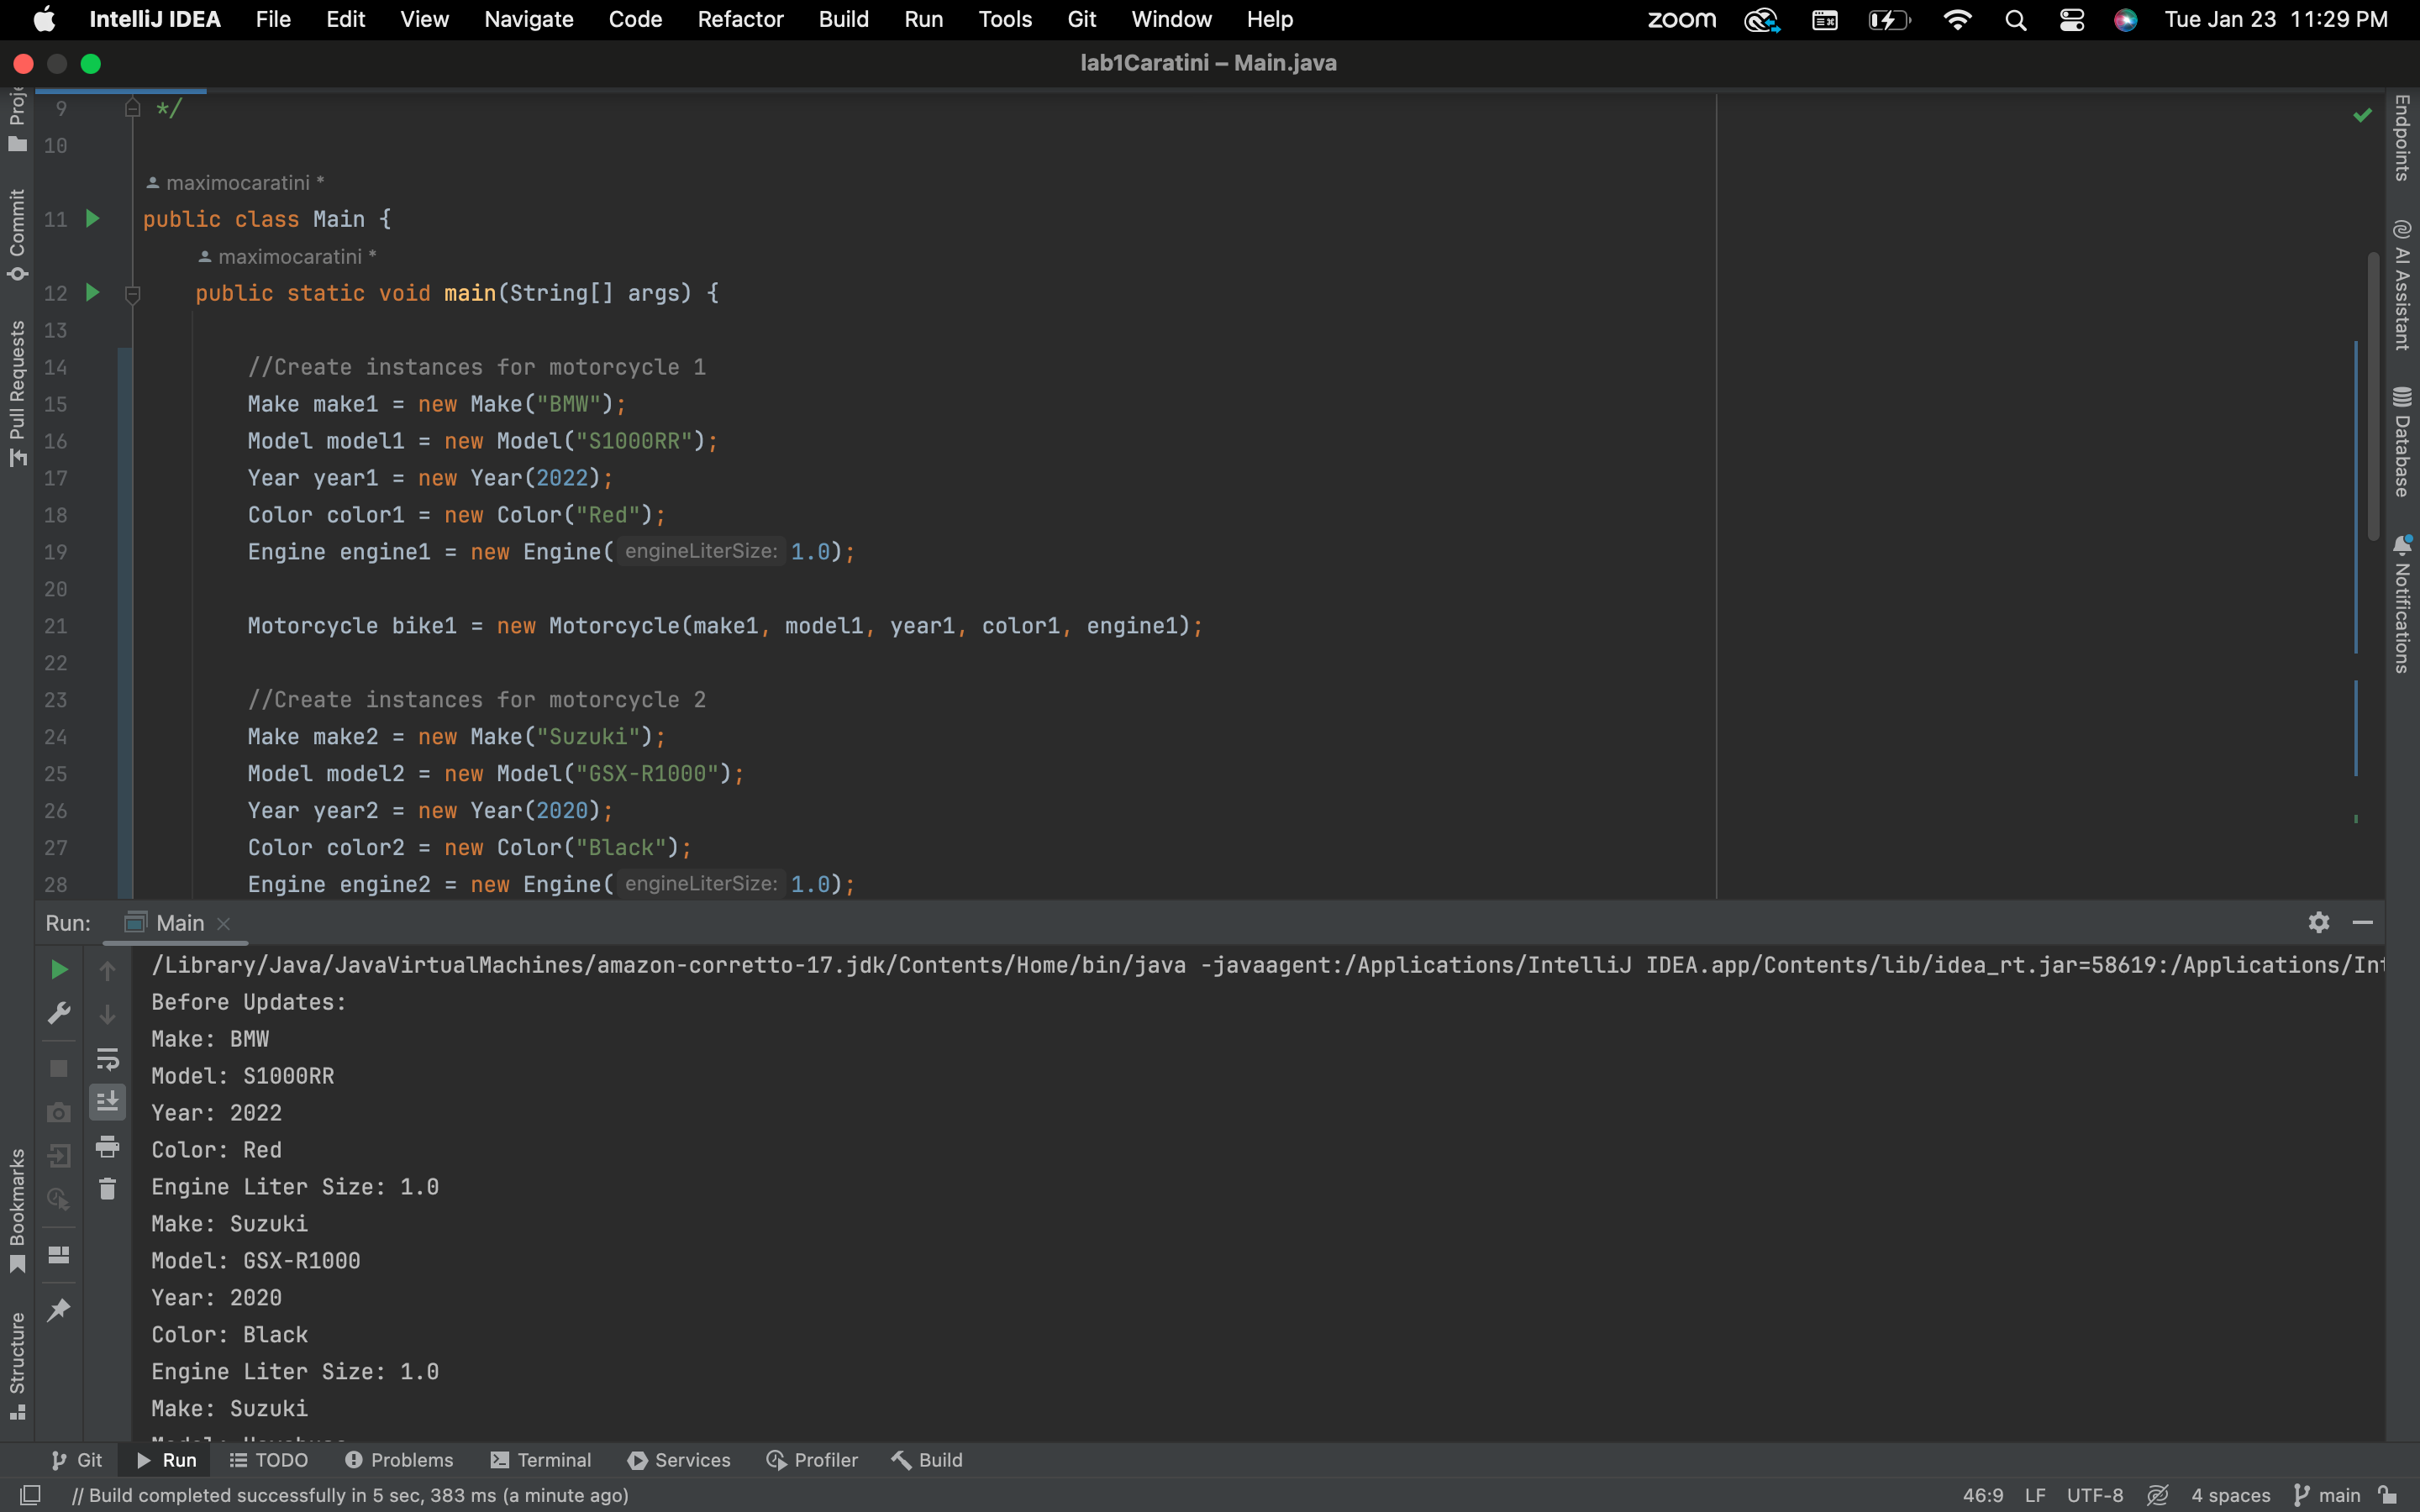 IntelliJ IDEA File Edit View Navigate Code Refactor Build Run Tools Git Window Help zoom Tue Jan 23 11:29 PM
lab1Caratini – Main.java
Commit
Pull Requests
Bookmarks
Structure
9 */
10
maximocaratini *
11 public class Main {
maximocaratini *
12 public static void main(String[] args) {
13
14 //Create instances for motorcycle 1
15 Make make1 = new Make("BMW");
16 Model model1 = new Model("S1000RR");
17 Year year1 = new Year(2022);
18 Color color1 = new Color("Red");
19 Engine engine1 = new Engine( engineLiterSize: 1.0);
20
21 Motorcycle bike1 = new Motorcycle(make1, model1, year1, color1, engine1);
22
23 //Create instances for motorcycle 2
24 Make make2 = new Make("Suzuki");
25 Model model2 = new Model("GSX-R1000");
26 Year year2 = new Year(2020);
27 Color color2 = new Color("Black");
28 Engine engine2 = new Engine( engineLiterSize: 1.0);
Endpoints
AI Assistant
Database
Notifications
Run: Main
/Library/Java/JavaVirtualMachines/amazon-corretto-17.jdk/Contents/Home/bin/java -javaagent:/Applications/IntelliJ IDEA.app/Contents/lib/idea_rt.jar=58619:/Applications/Int
Before Updates:
Make: BMW
Model: S1000RR
Year: 2022
Color: Red
Engine Liter Size: 1.0
Make: Suzuki
Model: GSX-R1000
Year: 2020
Color: Black
Engine Liter Size: 1.0
Make: Suzuki
Git Run TODO Problems Terminal Services Profiler Build
// Build completed successfully in 5 sec, 383 ms (a minute ago) 46:9 LF UTF-8 4 spaces main